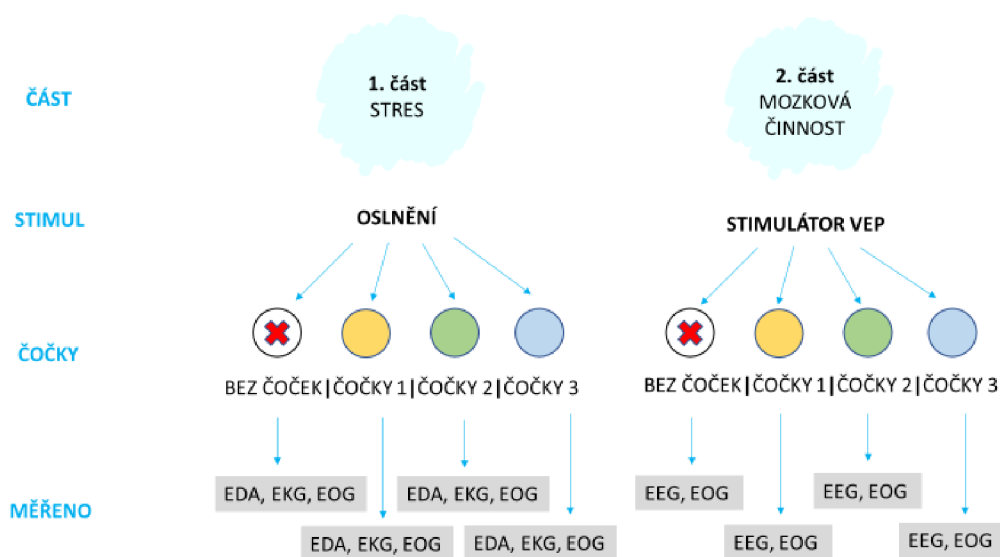 ČÁST
1. část
STRES
2. část
MOZKOVÁ
ČINNOST
STIMUL
OSLNĚNÍ
STIMULÁTOR VEP
ČOČKY
BEZ ČOČEK|ČOČKY 1|ČOČKY 2|ČOČKY 3
BEZ ČOČEK|ČOČKY 1|ČOČKY 2|ČOČKY 3
MĚŘENO
EDA, EKG, EOG
EDA, EKG, EOG
EDA, EKG, EOG
EDA, EKG, EOG
EEG, EOG
EEG, EOG
EEG, EOG
EEG, EOG